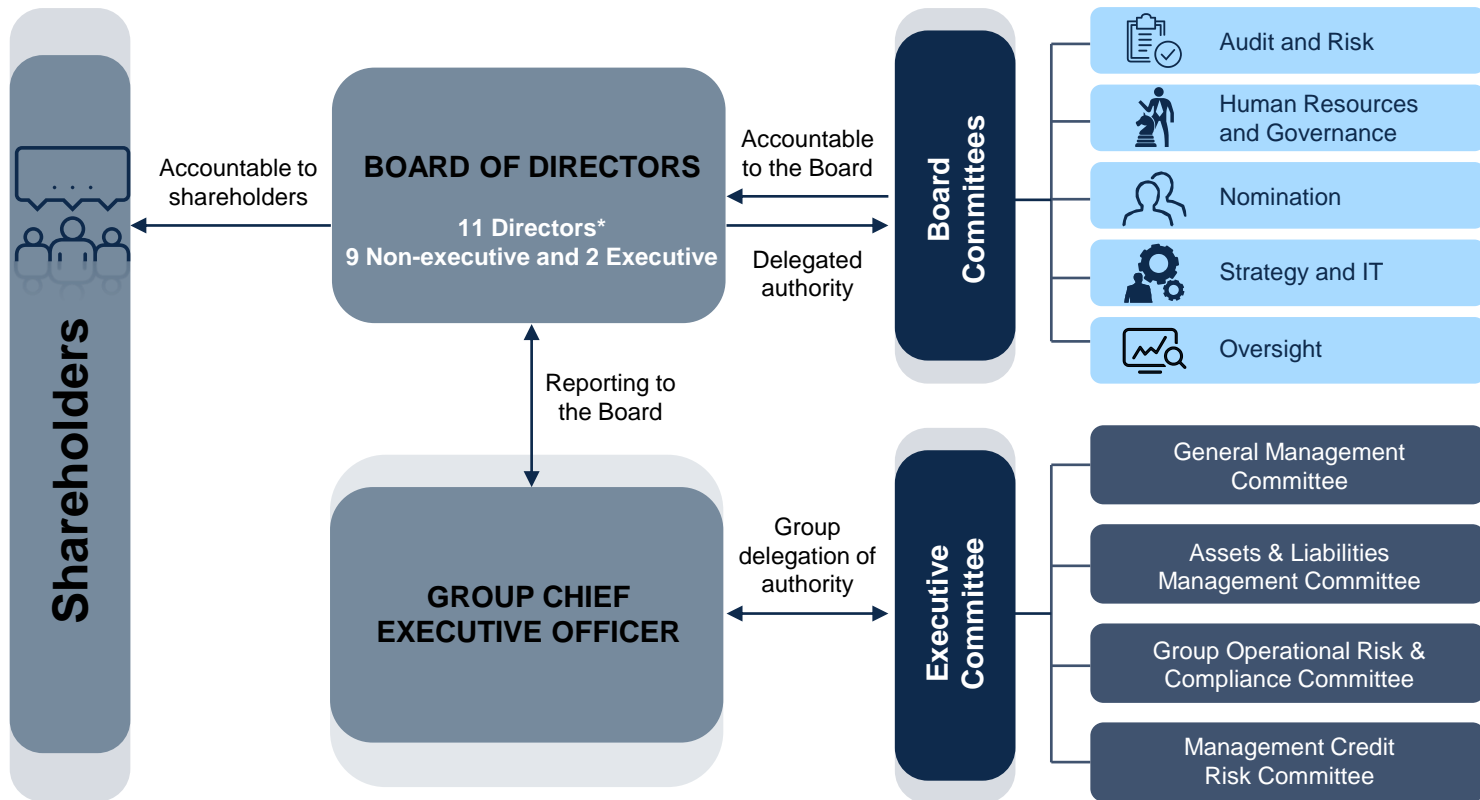 Shareholders
Accountable to
shareholders
BOARD OF DIRECTORS
11 Directors*
9 Non-executive and 2 Executive
Accountable
to the Board
Delegated
authority
Board
Committees
Audit and Risk
Human Resources
and Governance
Nomination
Strategy and IT
Oversight
Reporting to
the Board
GROUP CHIEF
EXECUTIVE OFFICER
Group
delegation of
authority
Executive
Committee
General Management
Committee
Assets & Liabilities
Management Committee
Group Operational Risk &
Compliance Committee
Management Credit
Risk Committee